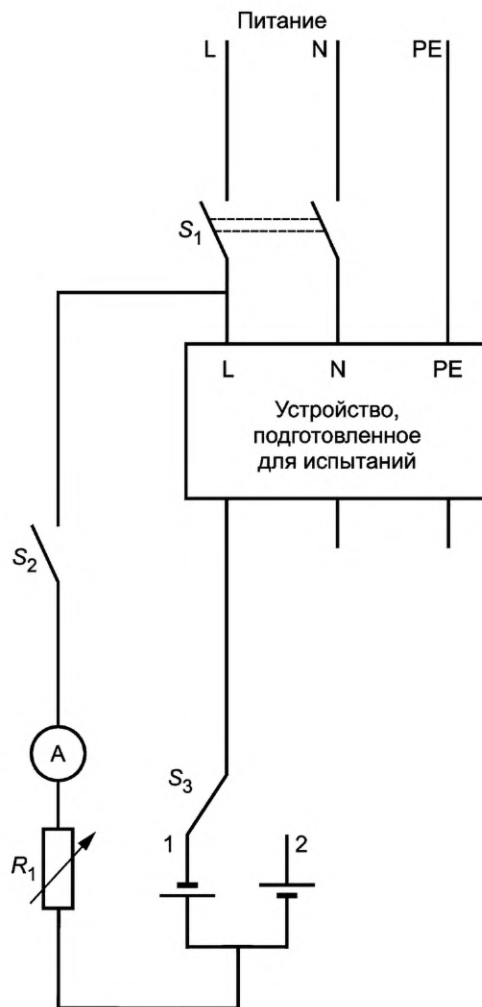 Питание
L N PE
S1
L N PE
Устройство,
подготовленное
для испытаний
S2
A
S3
1 2
R1